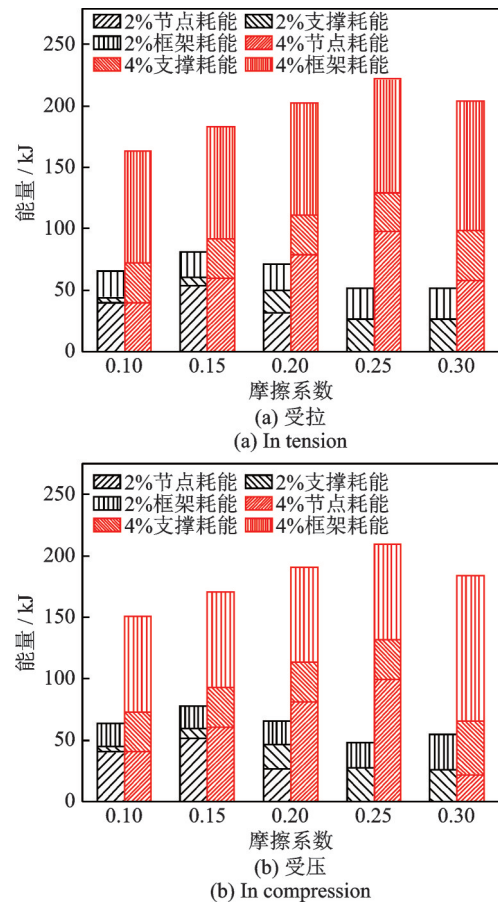 2%节点耗能 2%支撑耗能
2%框架耗能 4%节点耗能
4%支撑耗能 4%框架耗能
250
200
150
100
50
0
能量 / kJ
0.10 0.15 0.20 0.25 0.30
摩擦系数
(a) 受拉
(a) In tension
2%节点耗能 2%支撑耗能
2%框架耗能 4%节点耗能
4%支撑耗能 4%框架耗能
250
200
150
100
50
0
能量 / kJ
0.10 0.15 0.20 0.25 0.30
摩擦系数
(b) 受压
(b) In compression